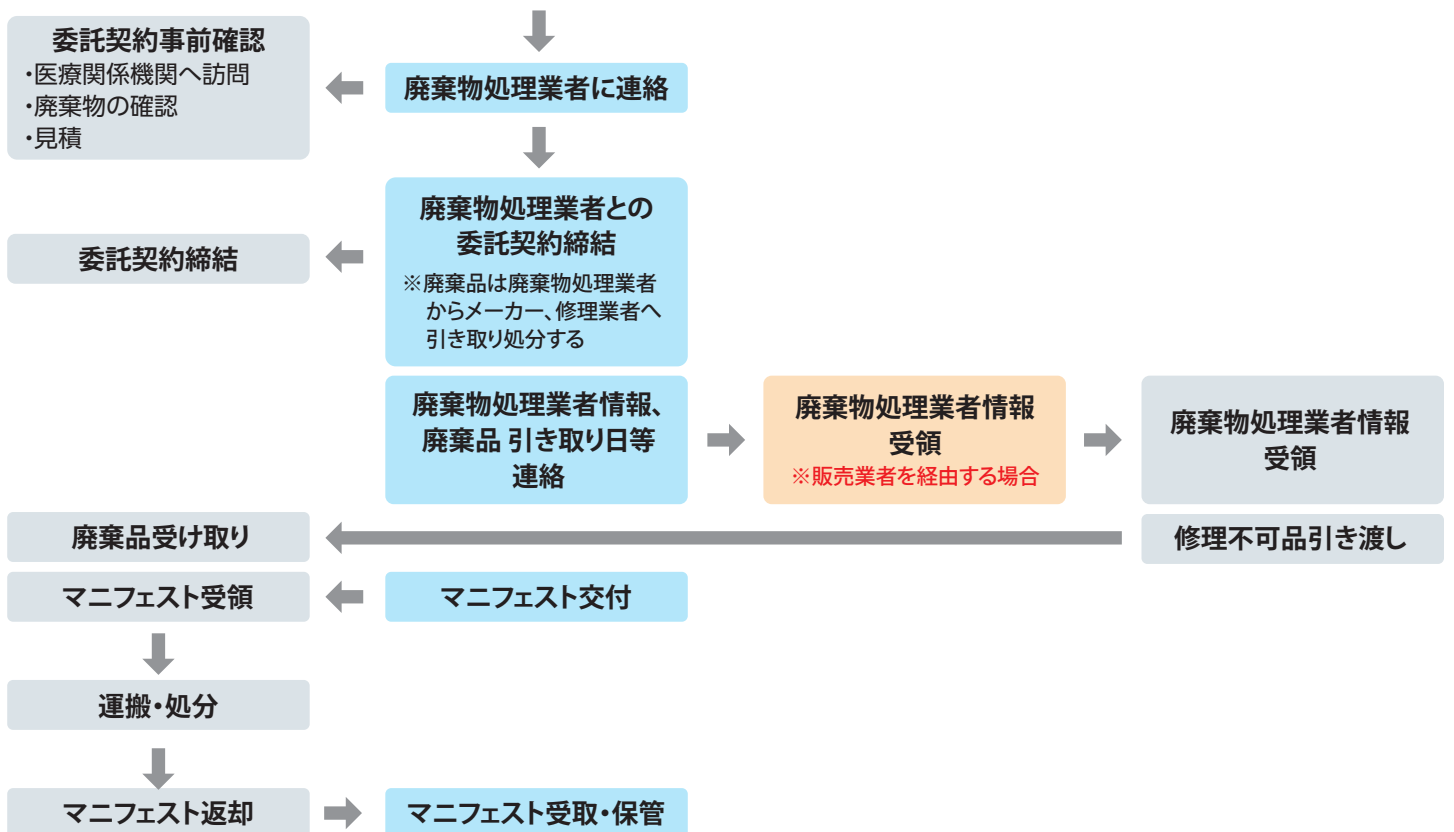 委託契約事前確認
・医療関係機関へ訪問
・廃棄物の確認
・見積
廃棄物処理業者に連絡
委託契約締結
廃棄物処理業者との
委託契約締結
※廃棄品は廃棄物処理業者
からメーカー、修理業者へ
引き取り処分する
廃棄物処理業者情報、
廃棄品 引き取り日等
連絡
廃棄物処理業者情報
受領
※販売業者を経由する場合
廃棄物処理業者情報
受領
廃棄品受け取り
修理不可品引き渡し
マニフェスト受領
マニフェスト交付
運搬・処分
マニフェスト返却
マニフェスト受取・保管